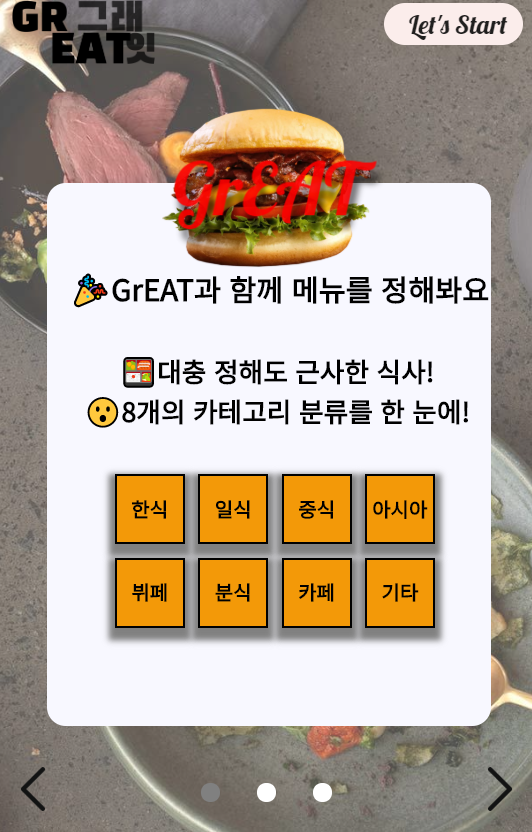 GR 그래
EAT잇
Let's Start
GrEAT
GrEAT과 함께 메뉴를 정해봐요
대충 정해도 근사한 식사!
8개의 카테고리 분류를 한 눈에!
한식 일식 중식 아시아
뷔페 분식 카페 기타